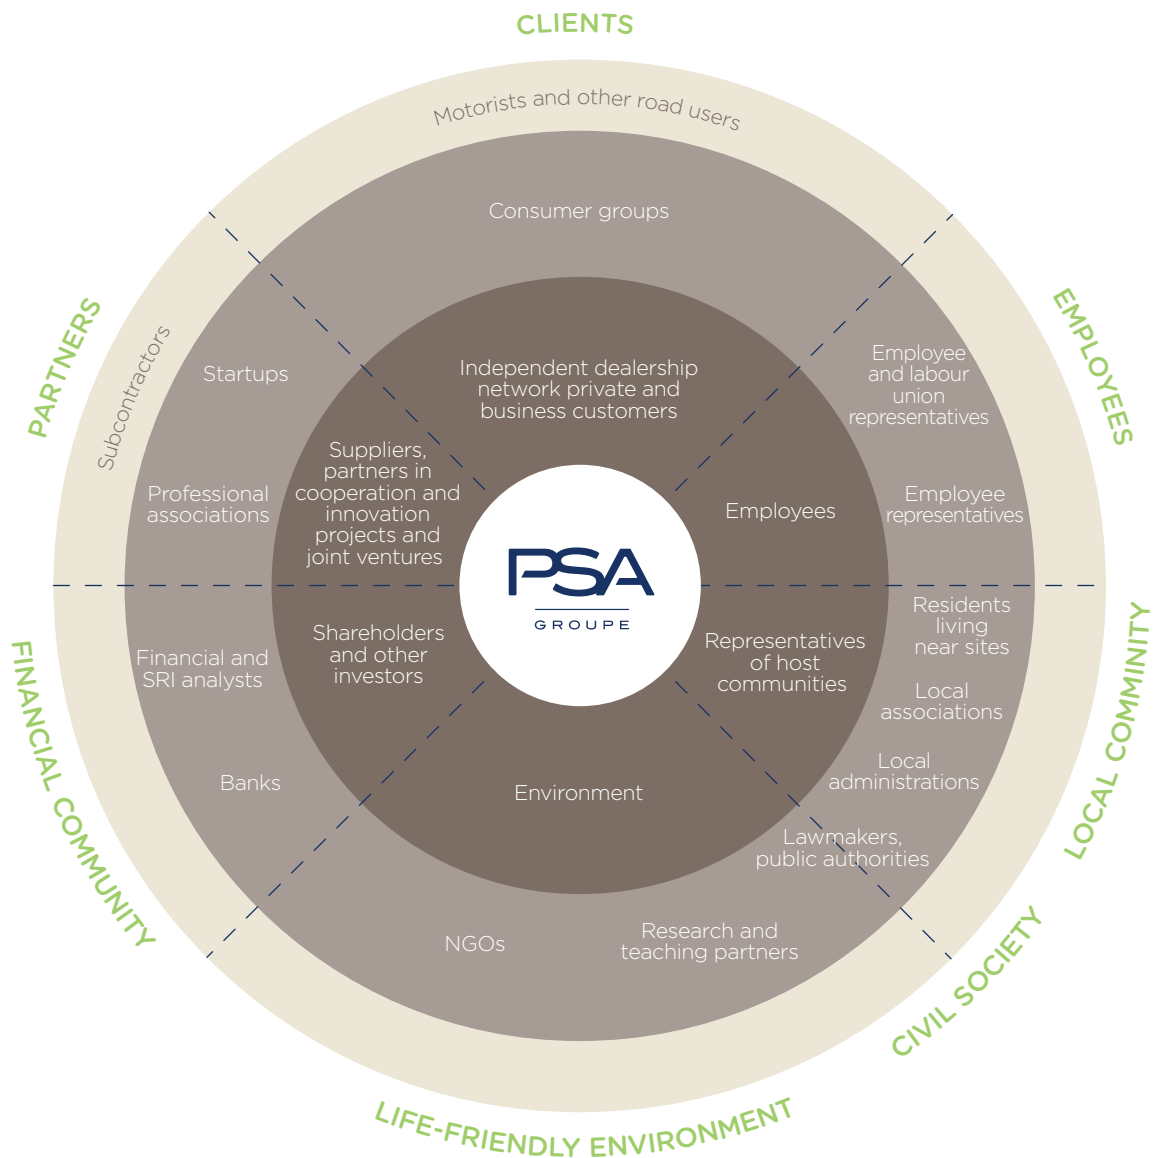 CLIENTS
Motorists and other road users
Consumer groups
Independent dealership
network private and
business customers
EMPLOYEES
Employee
and labour
union
representatives
Employee
representatives
Employees
PARTNERS
Subcontractors
Startups
Professional
associations
Suppliers,
partners in
cooperation and
innovation
projects and
joint ventures
PSA
GROUPE
FINANCIAL COMMUNITY
Financial and
SRI analysts
Banks
Shareholders
and other
investors
LOCAL COMMINITY
Representatives
of host
communities
Residents
living
near sites
Local
associations
Local
administrations
Lawmakers,
public authorities
CIVIL SOCIETY
Environment
NGOs
Research and
teaching partners
LIFE-FRIENDLY ENVIRONMENT